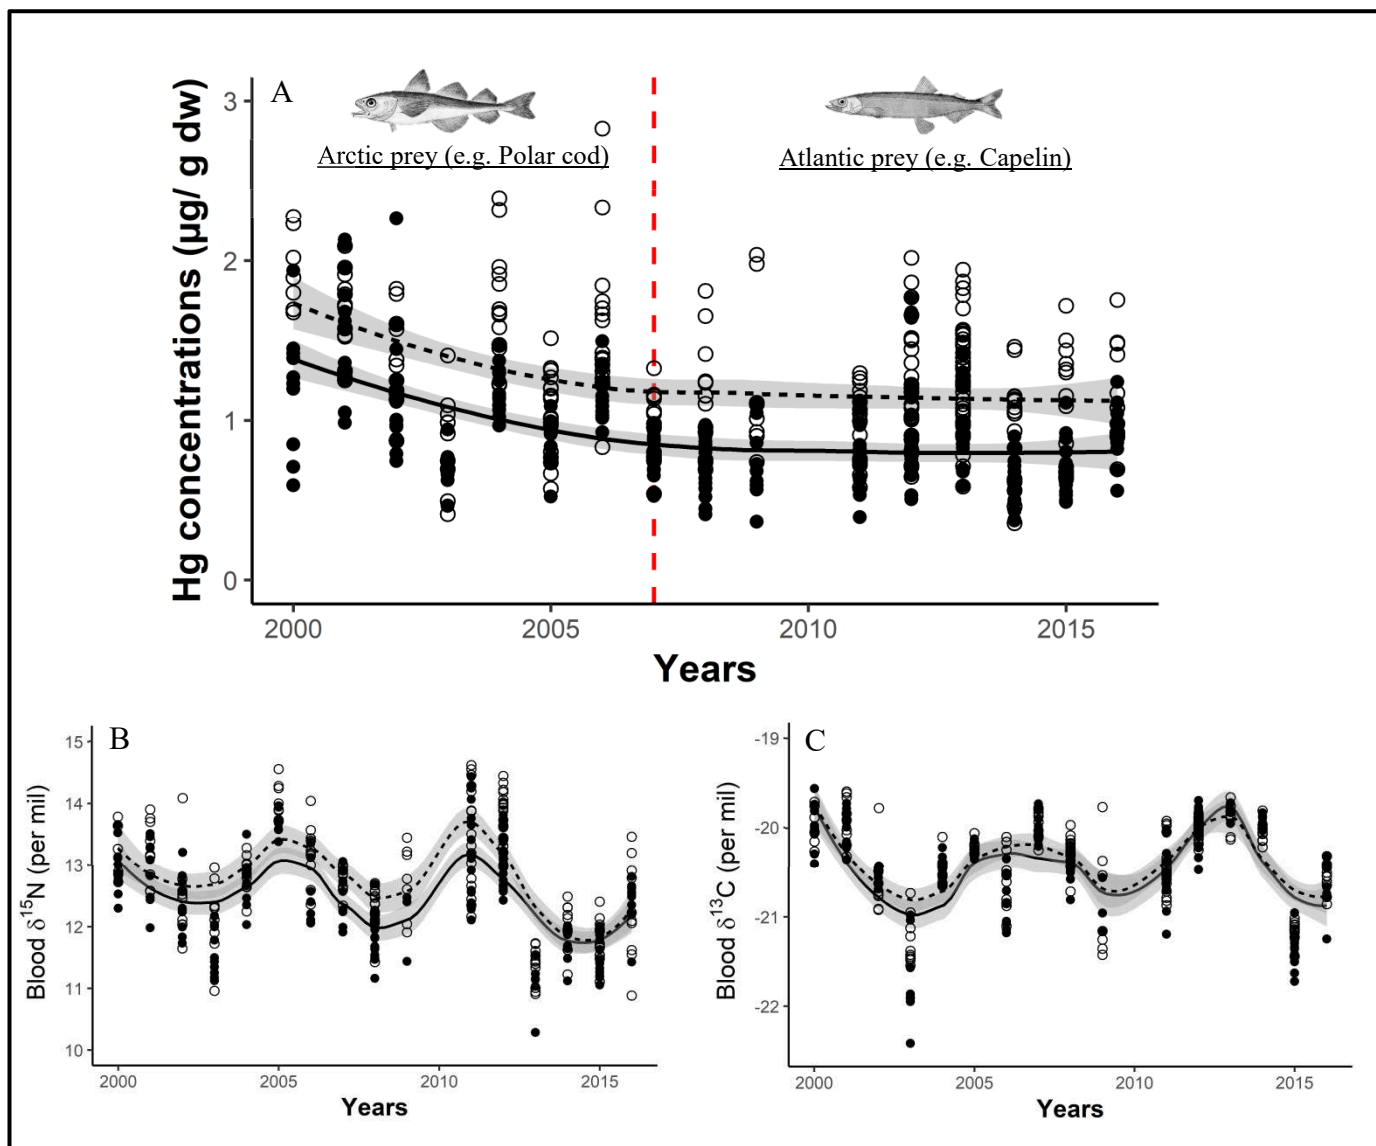 A
Arctic prey (e.g. Polar cod)
Atlantic prey (e.g. Capelin)
Hg concentrations (µg/ g dw)
3
2
1
0
2000 2005 2010 2015
Years
B
Blood δ15N (per mil)
15
14
13
12
11
10
2000 2005 2010 2015
Years
C
Blood δ13C (per mil)
-19
-20
-21
-22
2000 2005 2010 2015
Years